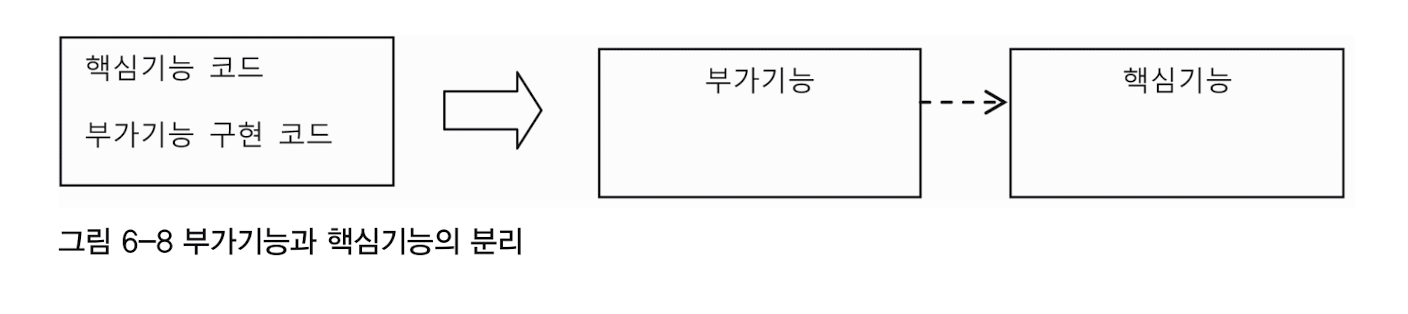 핵심기능 코드
부가기능 구현 코드
부가기능
핵심기능
그림 6–8 부가기능과 핵심기능의 분리